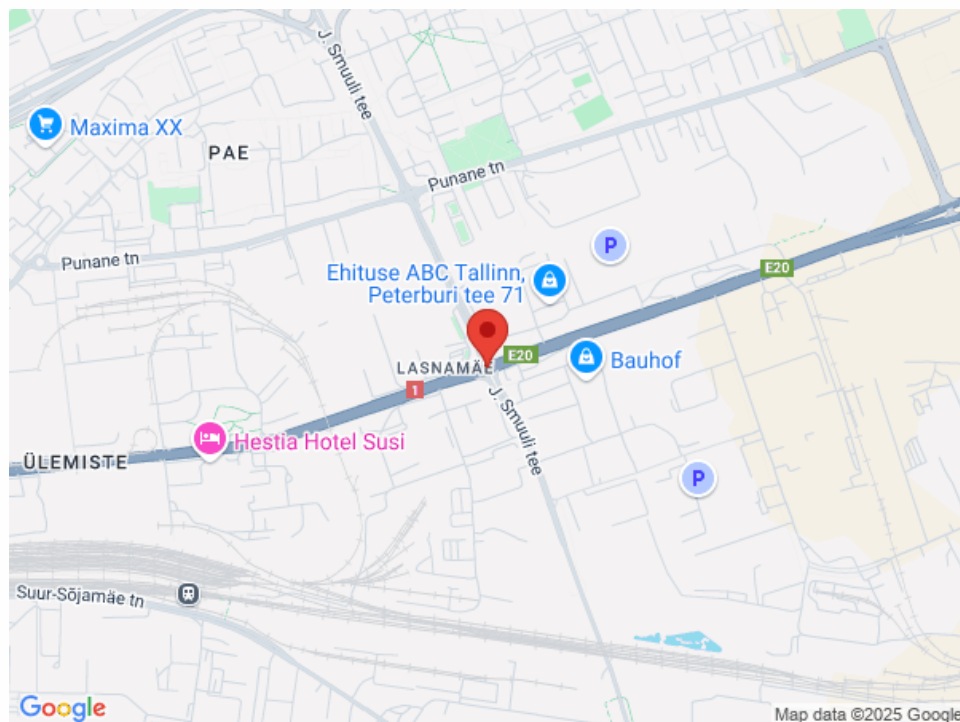 J. Smuuli tee
Maxima XX
PAE
Punane tn
Punane tn
Ehituse ABC Tallinn,
Peterburi tee 71
P
E20
E20
LASNAMÄE
Bauhof
1
J. Smuuli tee
Hestia Hotel Susi
ÜLEMISTE
P
Suur-Sõjamäe tn
Google
Map data ©2025 Google